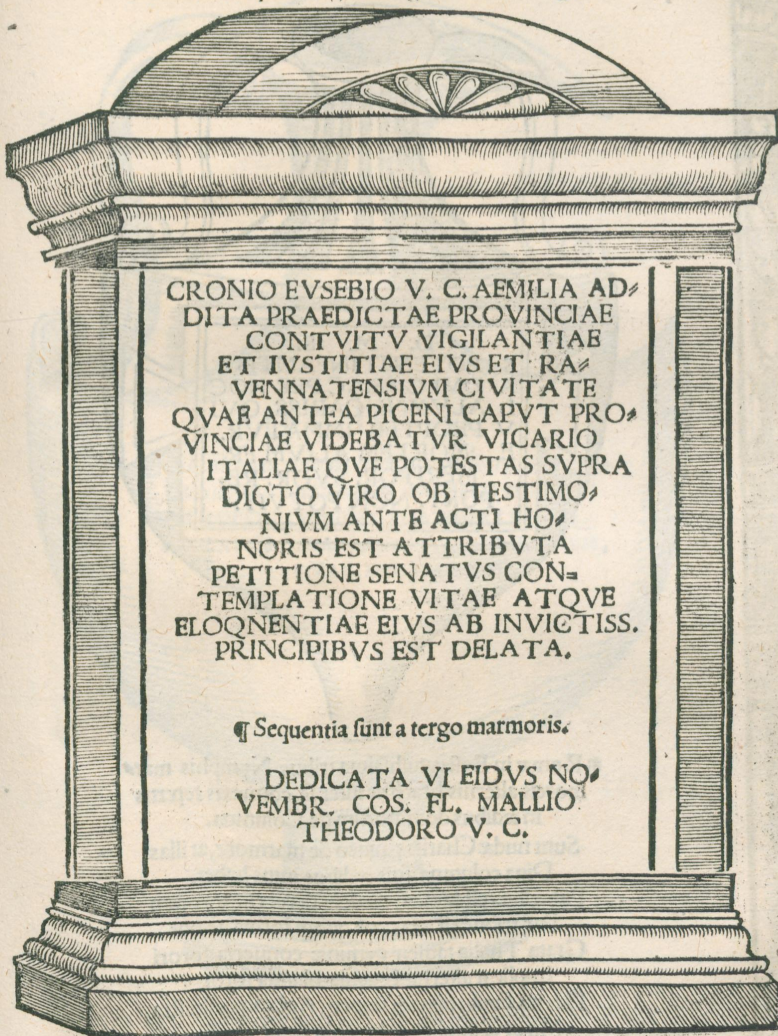 CRONIO EVSEBIO V. C. AEMILIA AD⸗
DITA PRAEDICTAE PROVINCIAE
CONTVITV VIGILANTIAE
ET IVSTITIAE EIVS ET RA⸗
VENNATENSIVM CIVITATE
QVAE ANTEA PICENI CAPVT PRO⸗
VINCIAE VIDEBATVR VICARIO
ITALIAE QVE POTESTAS SVPRA
DICTO VIRO OB TESTIMO⸗
NIVM ANTE ACTI HO⸗
NORIS EST ATTRIBVTA
PETITIONE SENATVS CON⸗
TEMPLATIONE VITAE ATQVE
ELOQNENTIAE EIVS AB INVICTISS.
PRINCIPIBVS EST DELATA.
¶ Sequentia sunt a tergo marmoris.
DEDICATA VI EIDVS NO⸗
VEMBR. COS. FL. MALLIO
THEODORO V. C.